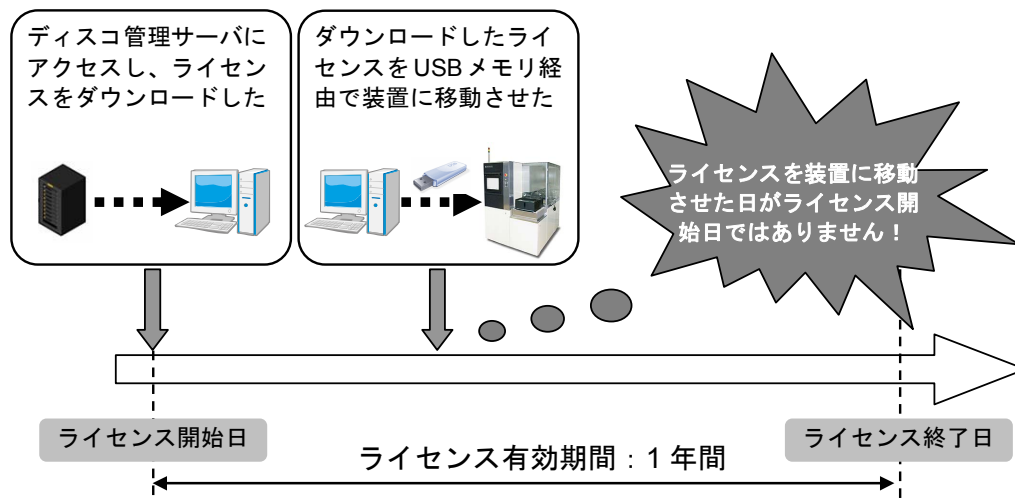 ディスコ管理サーバに
アクセスし、ライセン
スをダウンロードした
ダウンロードしたライ
センスをUSBメモリ経
由で装置に移動させた
ライセンスを装置に移動
させた日がライセンス開
始日ではありません！
ライセンス開始日
ライセンス終了日
ライセンス有効期間：1年間